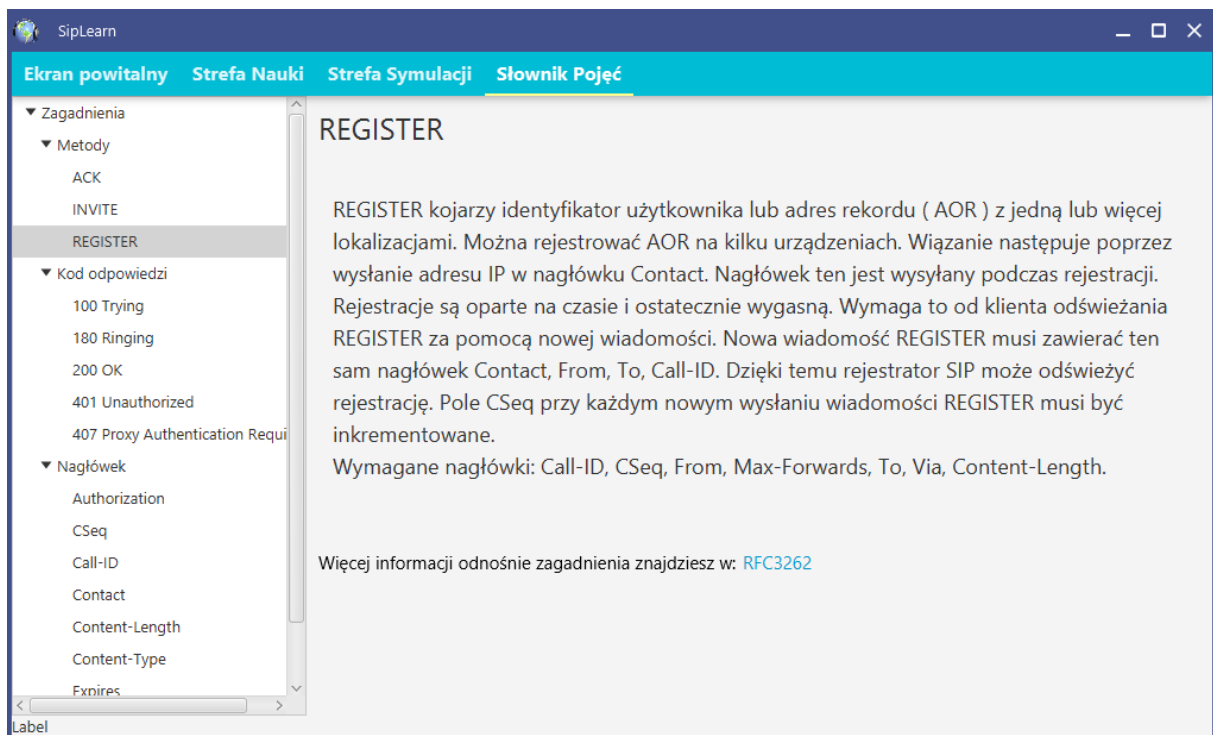 SipLearn
Ekran powitalny Strefa Nauki Strefa Symulacji Słownik Pojęć
Zagadnienia
Metody
ACK
INVITE
REGISTER
Kod odpowiedzi
100 Trying
180 Ringing
200 OK
401 Unauthorized
407 Proxy Authentication Requi
Nagłówek
Authorization
CSeq
Call-ID
Contact
Content-Length
Content-Type
Expires
Label
REGISTER
REGISTER kojarzy identyfikator użytkownika lub adres rekordu ( AOR ) z jedną lub więcej
lokalizacjami. Można rejestrować AOR na kilku urządzeniach. Wiązanie następuje poprzez
wysłanie adresu IP w nagłówku Contact. Nagłówek ten jest wysyłany podczas rejestracji.
Rejestracje są oparte na czasie i ostatecznie wygasną. Wymaga to od klienta odświeżania
REGISTER za pomocą nowej wiadomości. Nowa wiadomość REGISTER musi zawierać ten
sam nagłówek Contact, From, To, Call-ID. Dzięki temu rejestrator SIP może odświeżyć
rejestrację. Pole CSeq przy każdym nowym wysłaniu wiadomości REGISTER musi być
inkrementowane.
Wymagane nagłówki: Call-ID, CSeq, From, Max-Forwards, To, Via, Content-Length.
Więcej informacji odnośnie zagadnienia znajdziesz w: RFC3262